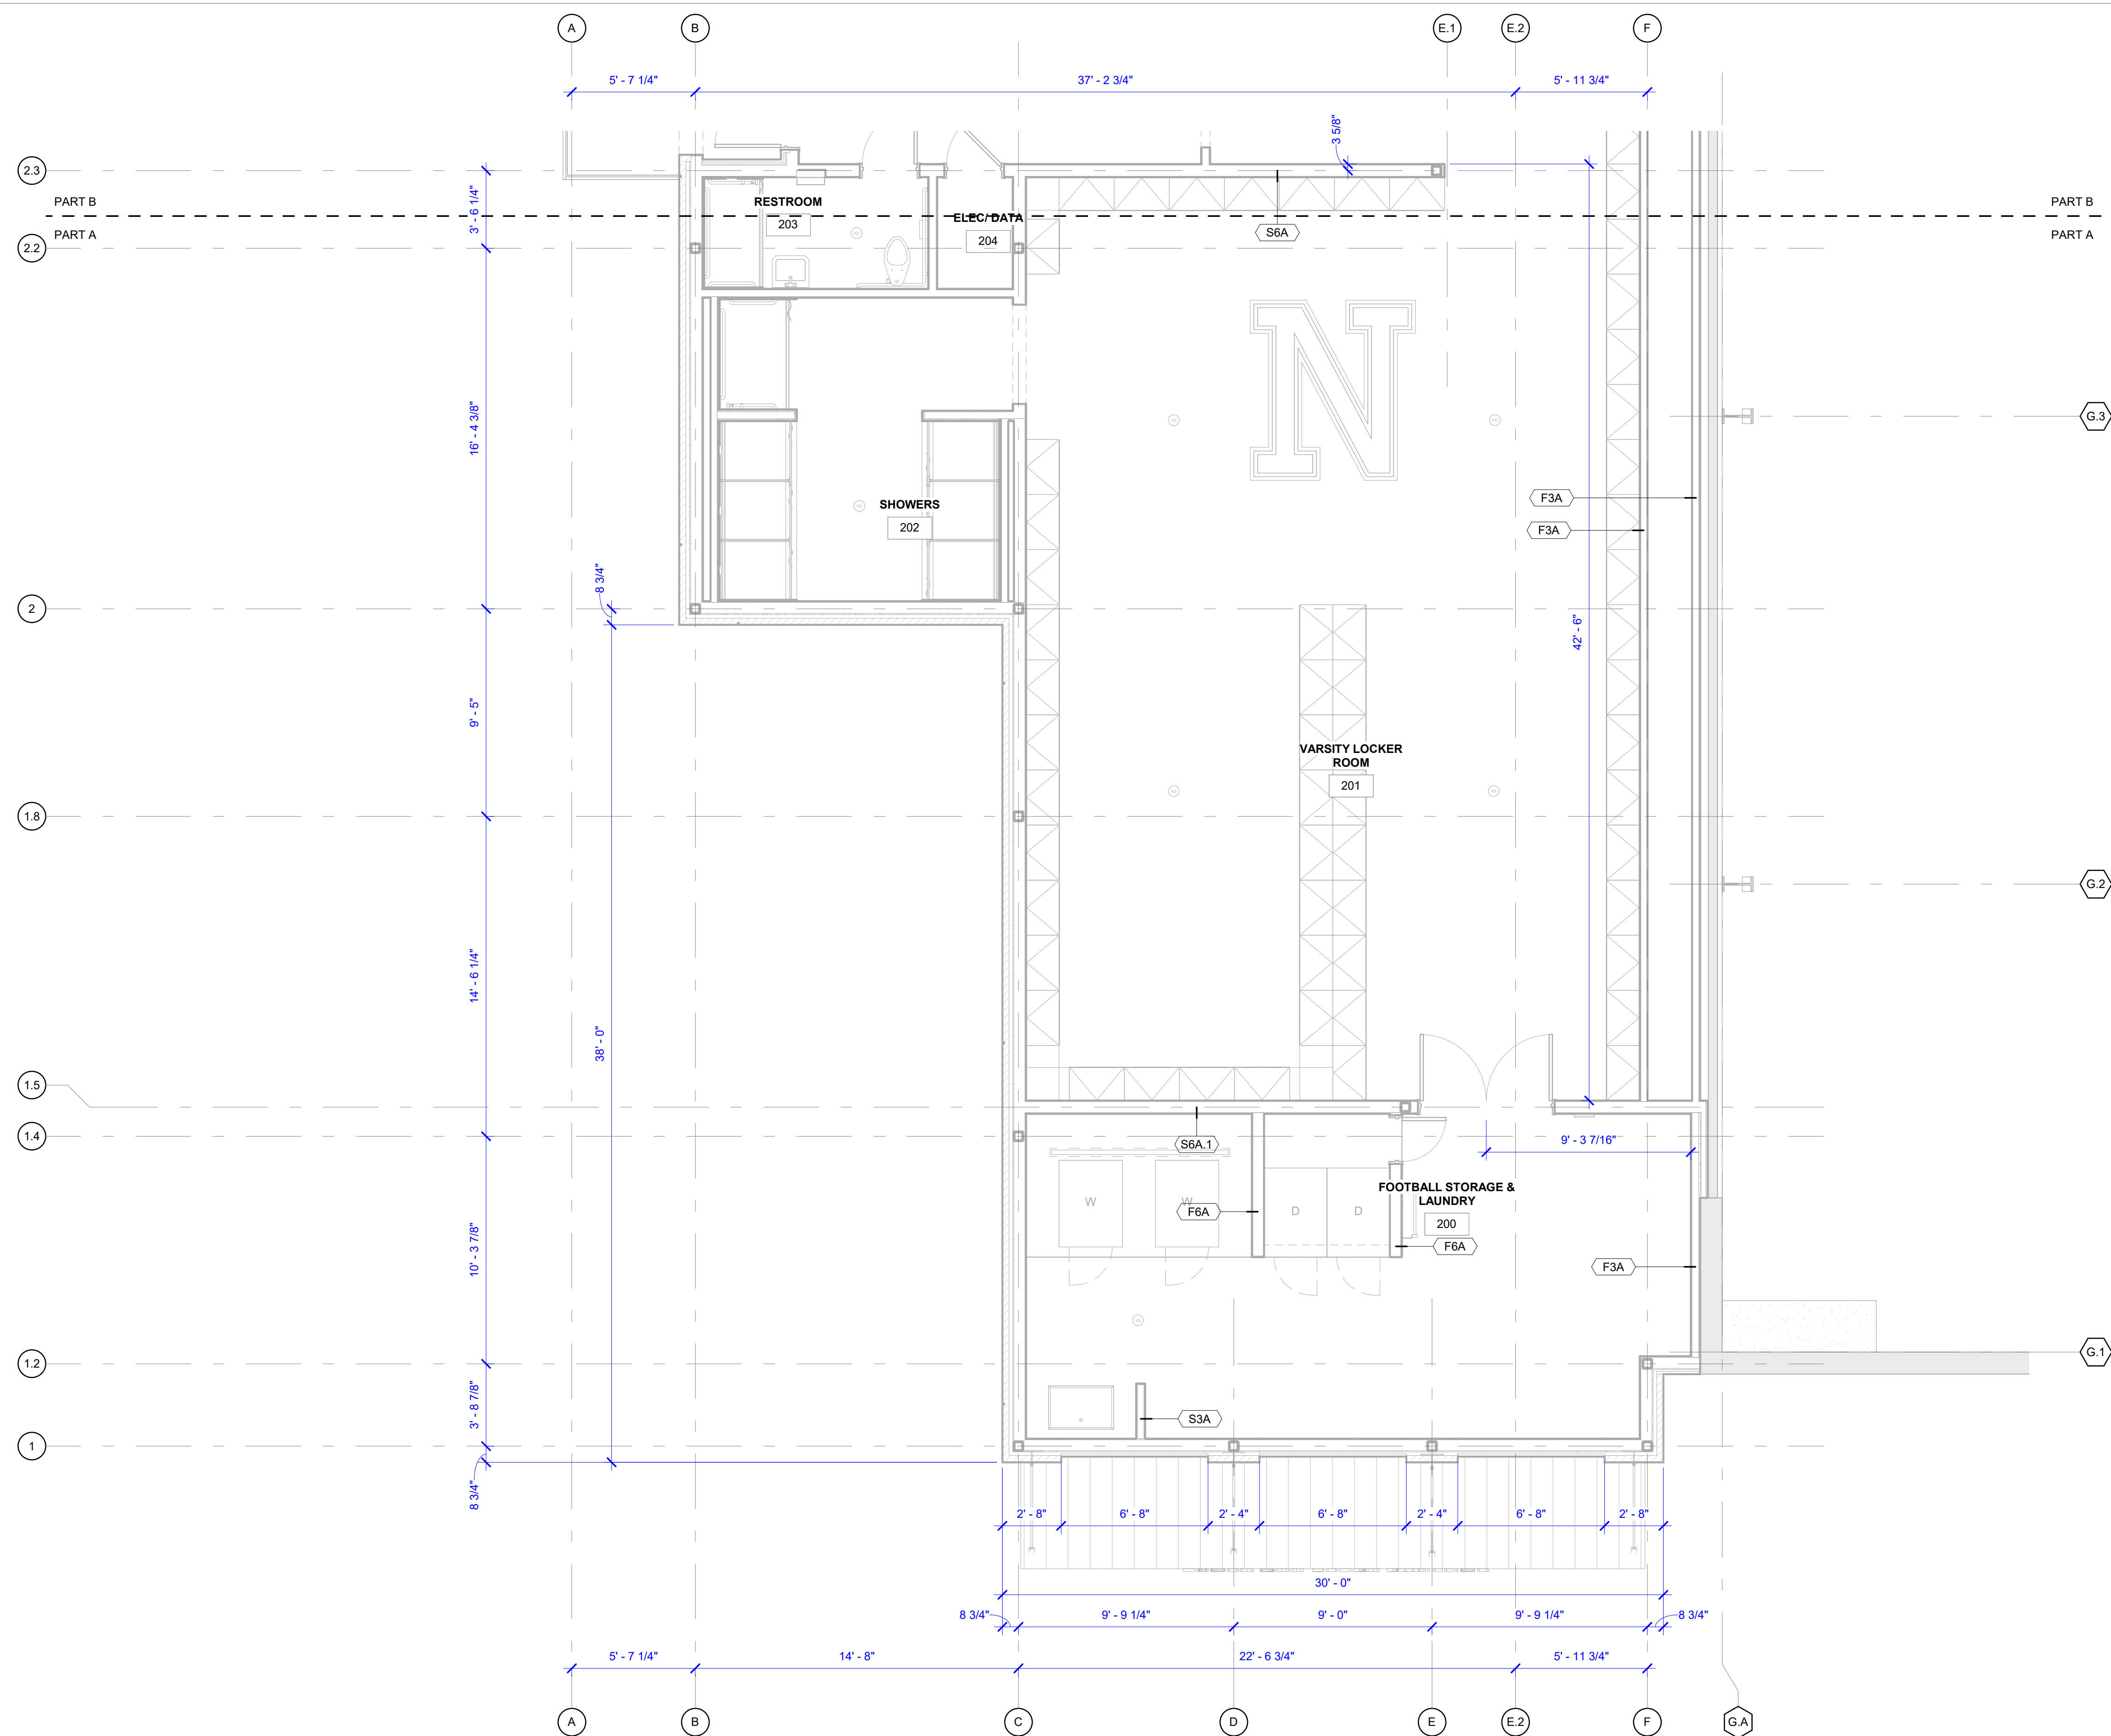 A
B
E.1
E.2
F
5' - 7 1/4"
37' - 2 3/4"
5' - 11 3/4"
3 5/8"
2.3
3' - 6 1/4"
PART B
PART B
RESTROOM
203
ELEC/ DATA
204
S6A
PART A
PART A
2.2
N
16' - 4 3/8"
G.3
F3A
SHOWERS
202
F3A
8 3/4"
2
42' - 6"
9' - 5"
VARSITY LOCKER
ROOM
201
1.8
G.2
14' - 6 1/4"
38' - 0"
1.5
1.4
S6A.1
9' - 3 7/16"
FOOTBALL STORAGE &
LAUNDRY
200
W
W
F6A
D
D
F6A
10' - 3 7/8"
F3A
G.1
1.2
3' - 8 7/8"
S3A
1
8 3/4"
2' - 8"
6' - 8"
2' - 4"
6' - 8"
2' - 4"
6' - 8"
2' - 8"
30' - 0"
8 3/4"
9' - 9 1/4"
9' - 0"
9' - 9 1/4"
8 3/4"
5' - 7 1/4"
14' - 8"
22' - 6 3/4"
5' - 11 3/4"
A
B
C
D
E
E.2
F
G.A